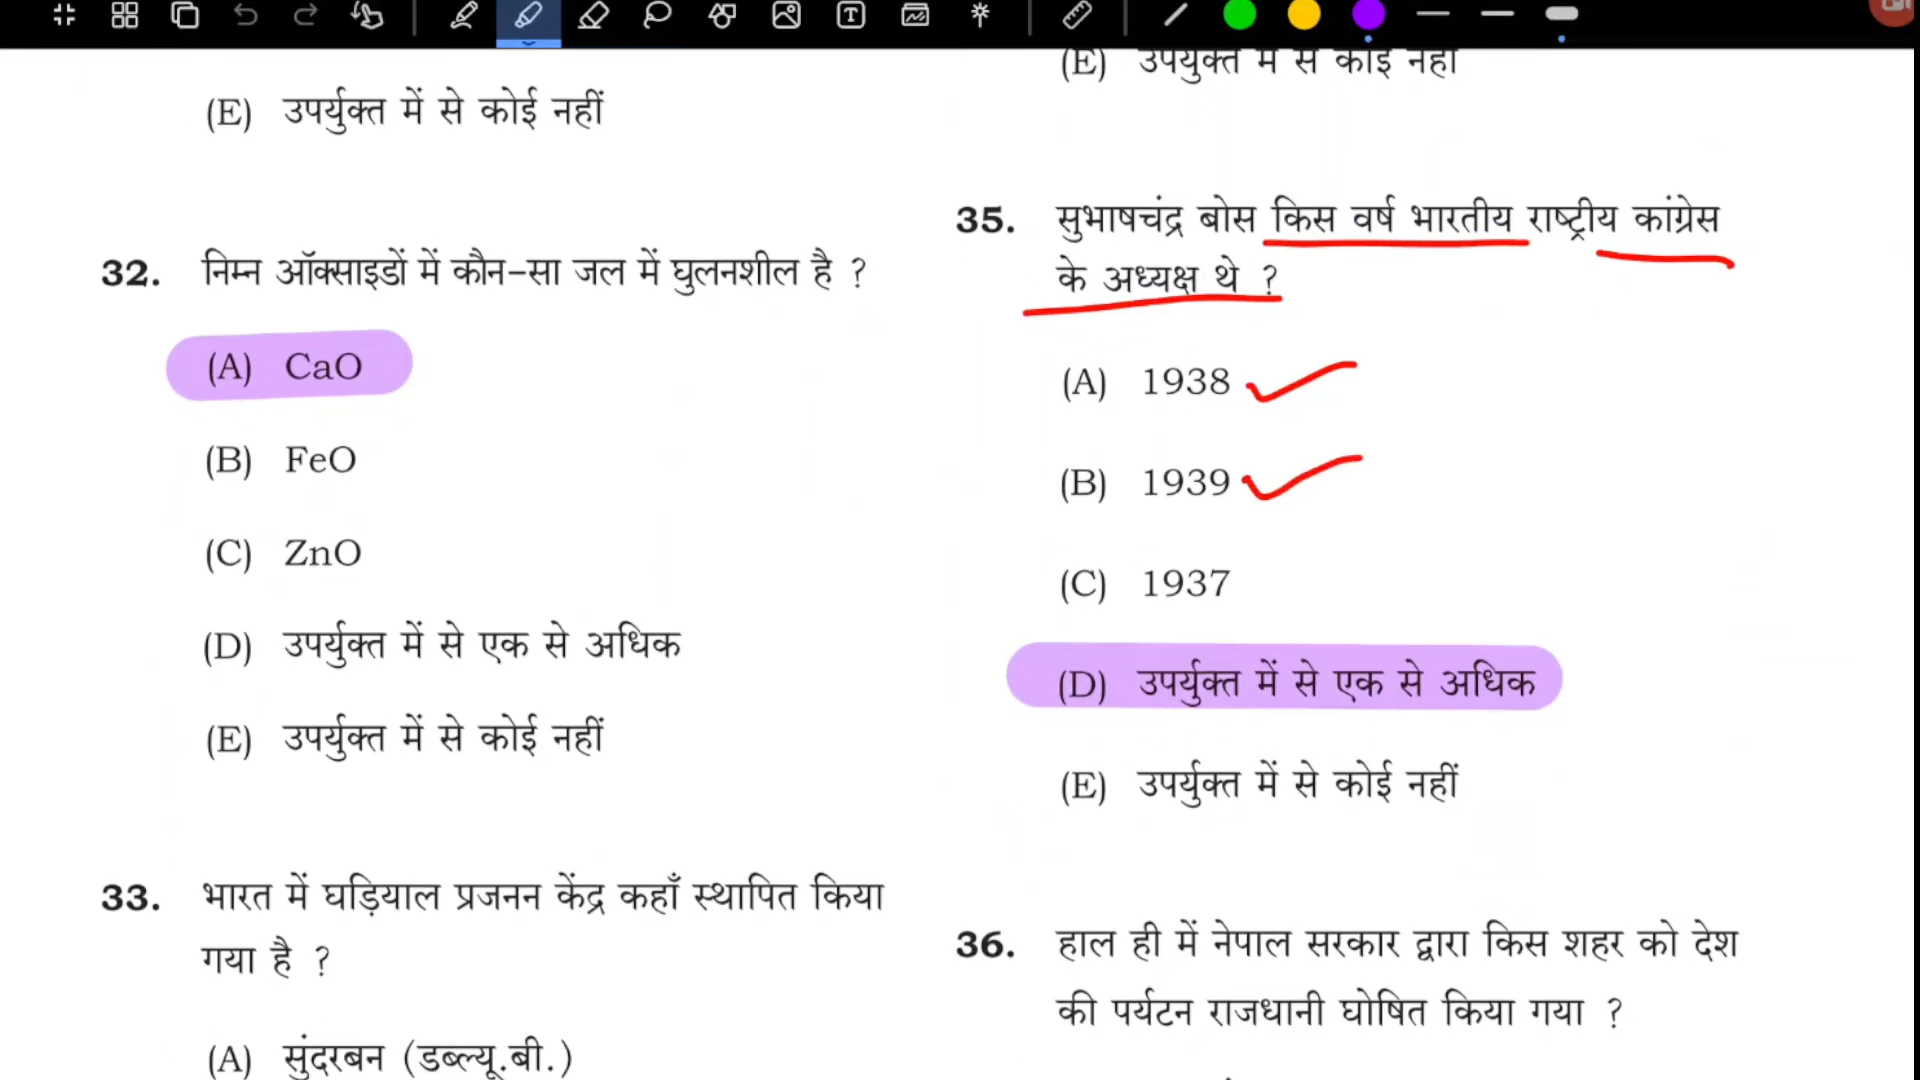 (E) उपर्युक्त में से कोई नहीं
32. निम्न ऑक्साइडों में कौन-सा जल में घुलनशील है ?
(A) CaO
(B) FeO
(C) ZnO
(D) उपर्युक्त में से एक से अधिक
(E) उपर्युक्त में से कोई नहीं
33. भारत में घड़ियाल प्रजनन केंद्र कहाँ स्थापित किया
गया है ?
(A) सुंदरबन (डब्ल्यू.बी.)
(E) उपर्युक्त में से कोई नहीं
35. सुभाषचंद्र बोस किस वर्ष भारतीय राष्ट्रीय कांग्रेस
के अध्यक्ष थे ?
(A) 1938
(B) 1939
(C) 1937
(D) उपर्युक्त में से एक से अधिक
(E) उपर्युक्त में से कोई नहीं
36. हाल ही में नेपाल सरकार द्वारा किस शहर को देश
की पर्यटन राजधानी घोषित किया गया ?